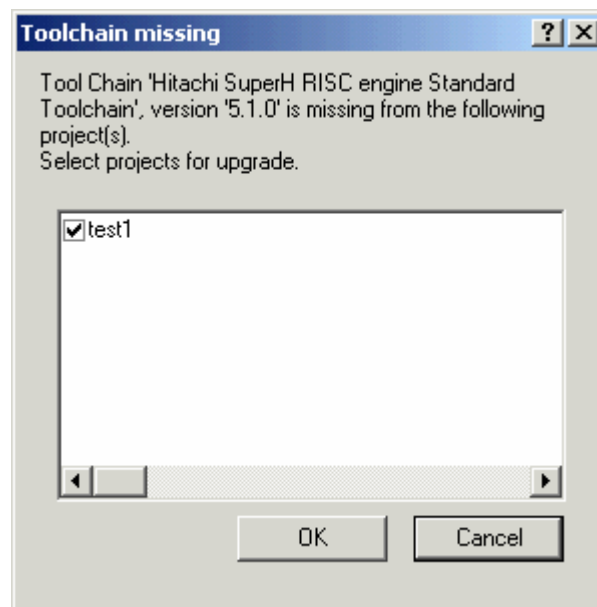 Toolchain missing
Tool Chain 'Hitachi SuperH RISC engine Standard
Toolchain', version '5.1.0' is missing from the following
project(s).
Select projects for upgrade.
test1
OK
Cancel